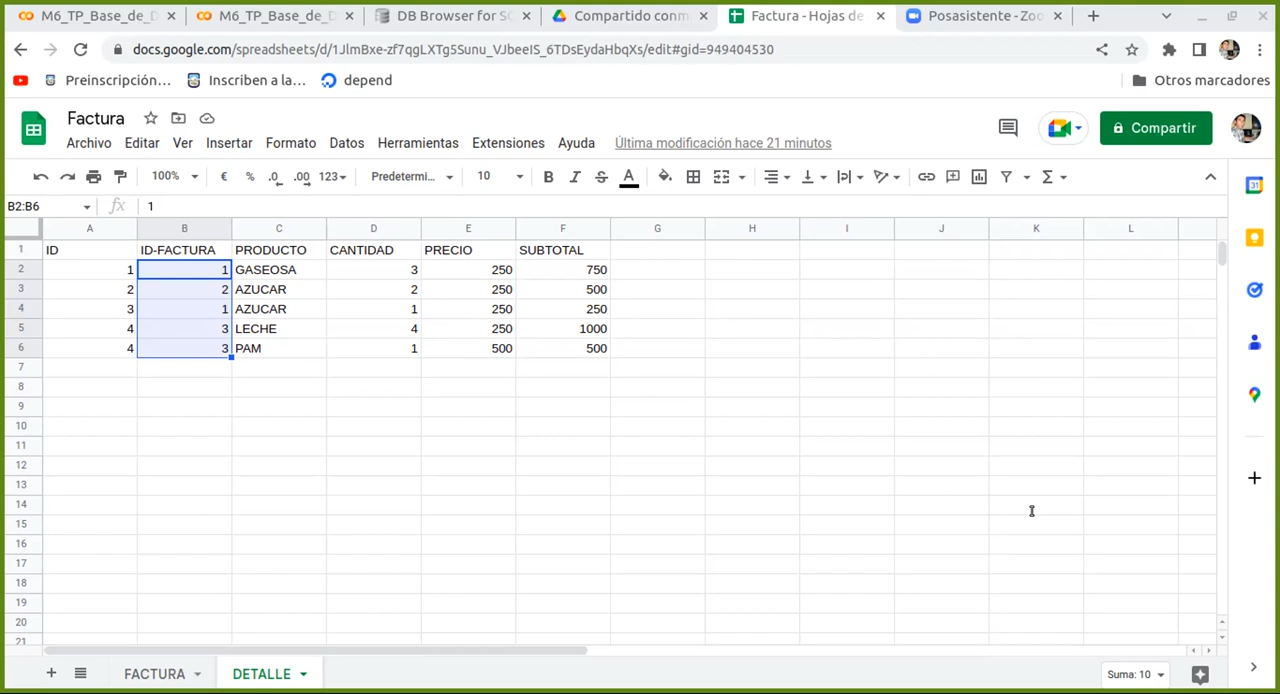 M6_TP_Base_de_D
M6_TP_Base_de_D
DB Browser for SC
Compartido conm
Factura - Hojas de
Posasistente - Zoo
docs.google.com/spreadsheets/d/1JlmBxe-zf7qgLXTg5Sunu_VJbeeIS_6TDsEydaHbqXs/edit#gid=949404530
Preinscripción... Inscriben a la... depend Otros marcadores
Factura
Archivo Editar Ver Insertar Formato Datos Herramientas Extensiones Ayuda Última modificación hace 21 minutos
Compartir
100% € % .0 .00 123 Predetermi... 10 B I S A Σ
B2:B6 fx 1
A B C D E F G H I J K L
1 ID ID-FACTURA PRODUCTO CANTIDAD PRECIO SUBTOTAL
2 1 1 GASEOSA 3 250 750
3 2 2 AZUCAR 2 250 500
4 3 1 AZUCAR 1 250 250
5 4 3 LECHE 4 250 1000
6 4 3 PAM 1 500 500
7
8
9
10
11
12
13
14
15
16
17
18
19
20
21
FACTURA DETALLE Suma: 10
31